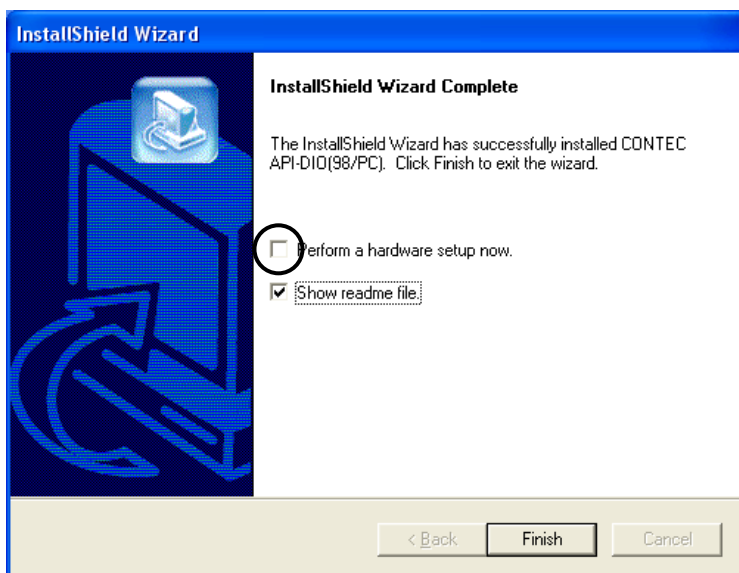 InstallShield Wizard
InstallShield Wizard Complete
The InstallShield Wizard has successfully installed CONTEC
API-DIO(98/PC). Click Finish to exit the wizard.
Perform a hardware setup now.
Show readme file.
< Back
Finish
Cancel